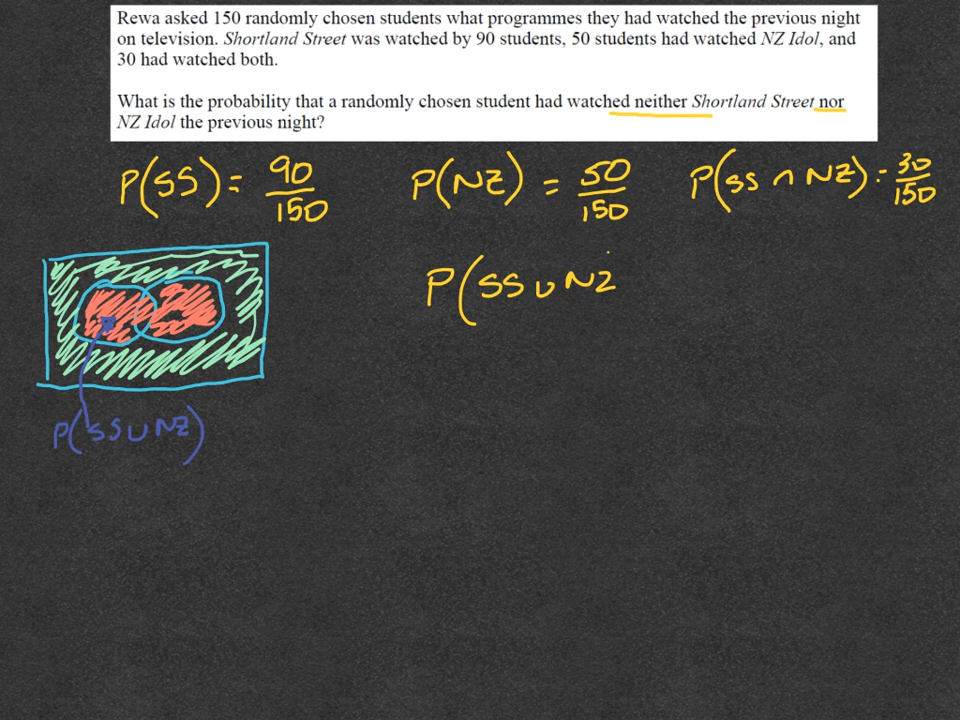 Rewa asked 150 randomly chosen students what programmes they had watched the previous night
on television. Shortland Street was watched by 90 students, 50 students had watched NZ Idol, and
30 had watched both.
What is the probability that a randomly chosen student had watched neither Shortland Street nor
NZ Idol the previous night?
P(SS) = 90/150 P(NZ) = 50/150 P(SS ∩ NZ) = 30/150
P(SS ∪ NZ
P(SS ∪ NZ)